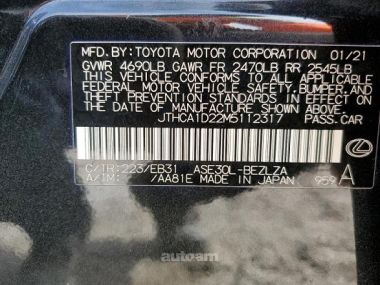 MFD. BY: TOYOTA MOTOR CORPORATION 01/21
GVWR 4690LB GAWR FR 2470LB RR 2545LB
THIS VEHICLE CONFORMS TO ALL APPLICABLE
FEDERAL MOTOR VEHICLE SAFETY, BUMPER, AND
THEFT PREVENTION STANDARDS IN EFFECT ON
THE DATE OF MANUFACTURE SHOWN ABOVE.
JTHCA1D22M5112317 PASS.CAR
C/TR: 223/EB31 ASE30L-BEZLZA
A/TM: /AA81E MADE IN JAPAN 959 A
autoam